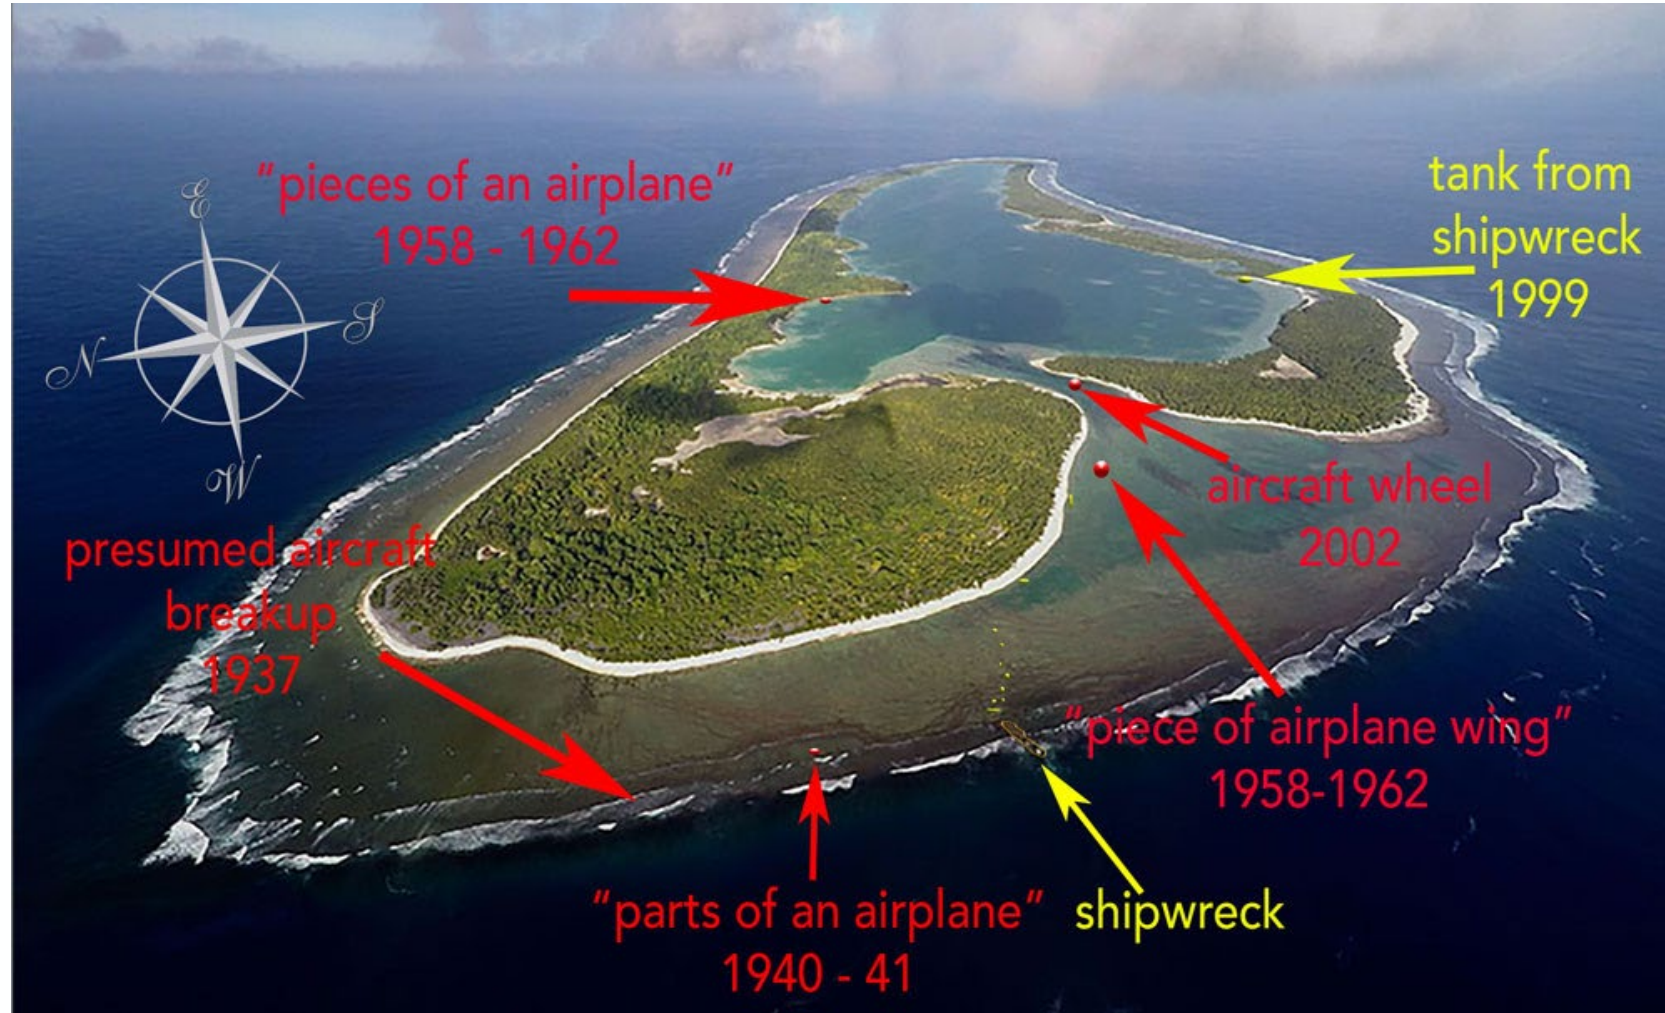 "pieces of an airplane"
1958 - 1962
tank from
shipwreck
1999
E
S
N
W
aircraft wheel
2002
presumed aircraft
breakup
1937
"piece of airplane wing"
1958-1962
"parts of an airplane"
1940 - 41
shipwreck